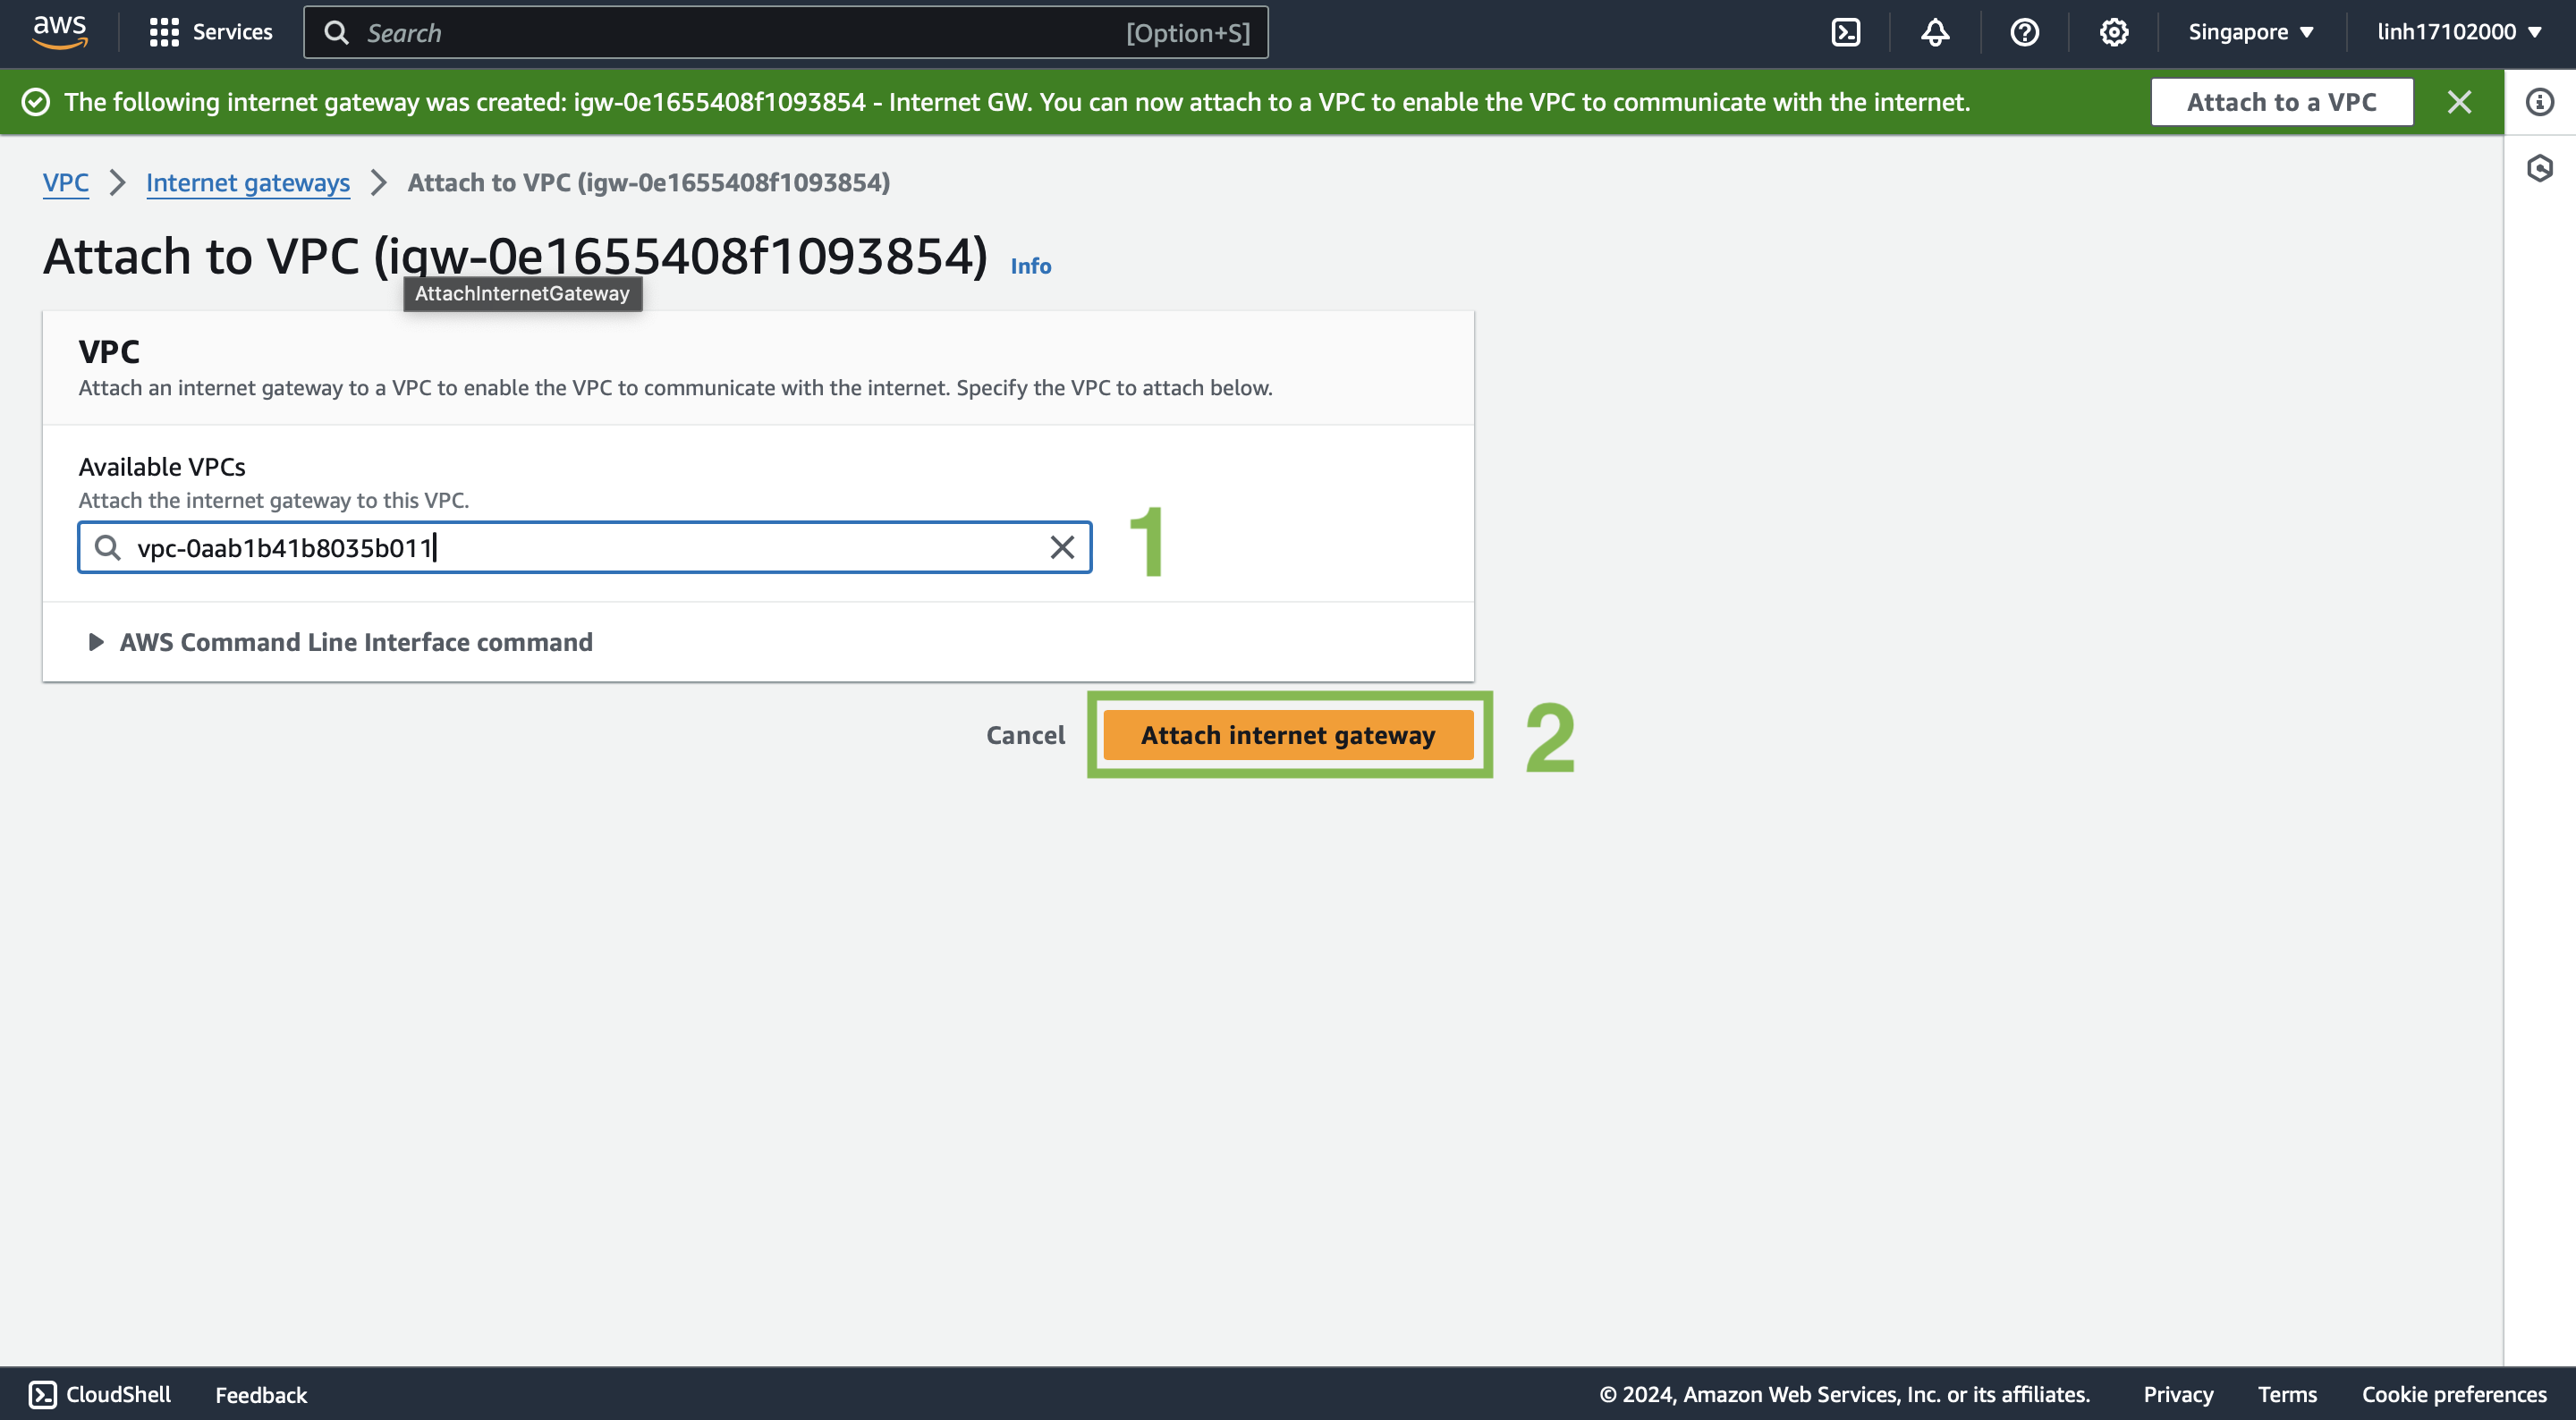 aws Services Search [Option+S] Singapore linh17102000
The following internet gateway was created: igw-0e1655408f1093854 - Internet GW. You can now attach to a VPC to enable the VPC to communicate with the internet. Attach to a VPC
VPC Internet gateways Attach to VPC (igw-0e1655408f1093854)
Attach to VPC (igw-0e1655408f1093854) Info
AttachInternetGateway
VPC
Attach an internet gateway to a VPC to enable the VPC to communicate with the internet. Specify the VPC to attach below.
Available VPCs
Attach the internet gateway to this VPC.
vpc-0aab1b41b8035b011 1
AWS Command Line Interface command
Cancel Attach internet gateway 2
CloudShell Feedback © 2024, Amazon Web Services, Inc. or its affiliates. Privacy Terms Cookie preferences